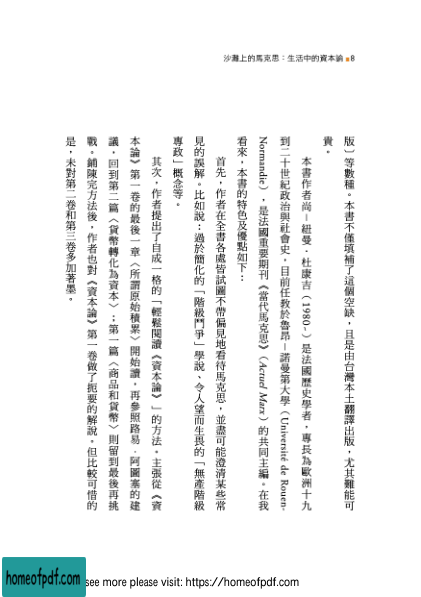 沙灘上的馬克思：生活中的資本論 ■8
版）等數種。本書不僅填補了這個空缺，且是由台灣本土翻譯出版，尤其難能可
貴。
本書作者尚－紐曼・杜康吉（1980-）是法國歷史學者，專長為歐洲十九
到二十世紀政治與社會史，目前任教於魯昂－諾曼第大學（Université de Rouen-
Normandie），是法國重要期刊《當代馬克思》（Actuel Marx）的共同主編。在我
看來，本書的特色及優點如下：
首先，作者在全書各處皆試圖不帶偏見地看待馬克思，並盡可能澄清某些常
見的誤解。比如說：過於簡化的「階級鬥爭」學說、令人望而生畏的「無產階級
專政」概念等。
其次，作者提出了自成一格的「輕鬆閱讀《資本論》」的方法。主張從《資
本論》第一卷的最後一章〈所謂原始積累〉開始讀，再參照路易．阿圖塞的建
議，回到第二篇〈貨幣轉化為資本〉；第一篇〈商品和貨幣〉則留到最後再挑
戰。鋪陳完方法後，作者也對《資本論》第一卷做了扼要的解說。但比較可惜的
是，未對第二卷和第三卷多加著墨。
homeofpdf.com
see more please visit: https://homeofpdf.com